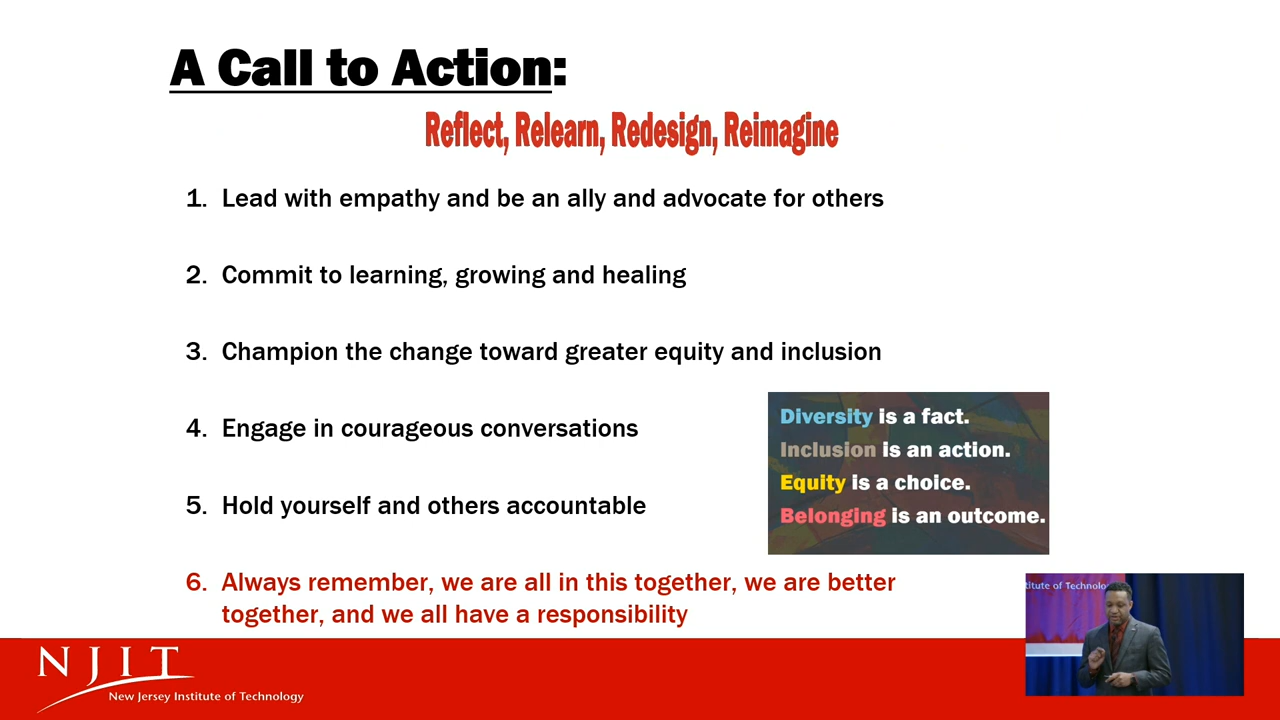 A Call to Action:
Reflect, Relearn, Redesign, Reimagine
1. Lead with empathy and be an ally and advocate for others
2. Commit to learning, growing and healing
3. Champion the change toward greater equity and inclusion
4. Engage in courageous conversations
5. Hold yourself and others accountable
Diversity is a fact.
Inclusion is an action.
Equity is a choice.
Belonging is an outcome.
6. Always remember, we are all in this together, we are better
together, and we all have a responsibility
NJIT
New Jersey Institute of Technology
titute of Technolo